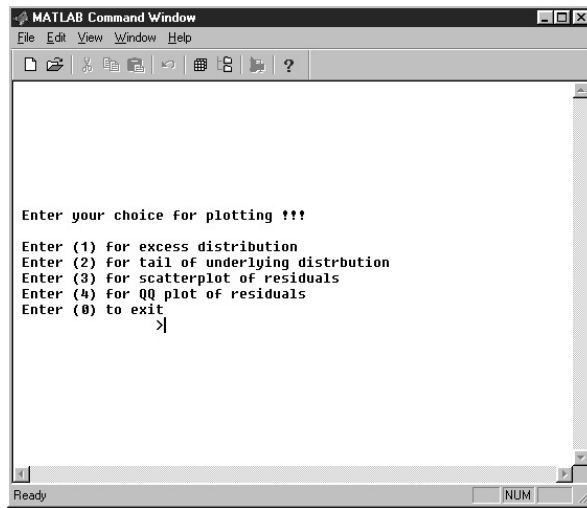 MATLAB Command Window
File Edit View Window Help
?
Enter your choice for plotting !!!
Enter (1) for excess distribution
Enter (2) for tail of underlying distrbution
Enter (3) for scatterplot of residuals
Enter (4) for QQ plot of residuals
Enter (0) to exit
>
Ready NUM